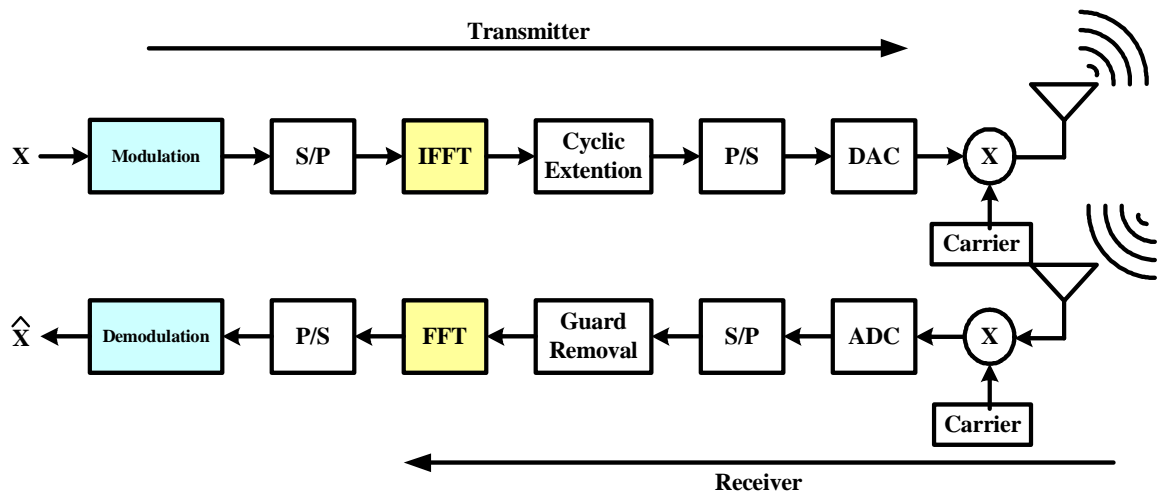 Transmitter
X
Modulation
S/P
IFFT
Cyclic
Extention
P/S
DAC
X
Carrier
X̂
Demodulation
P/S
FFT
Guard
Removal
S/P
ADC
X
Carrier
Receiver